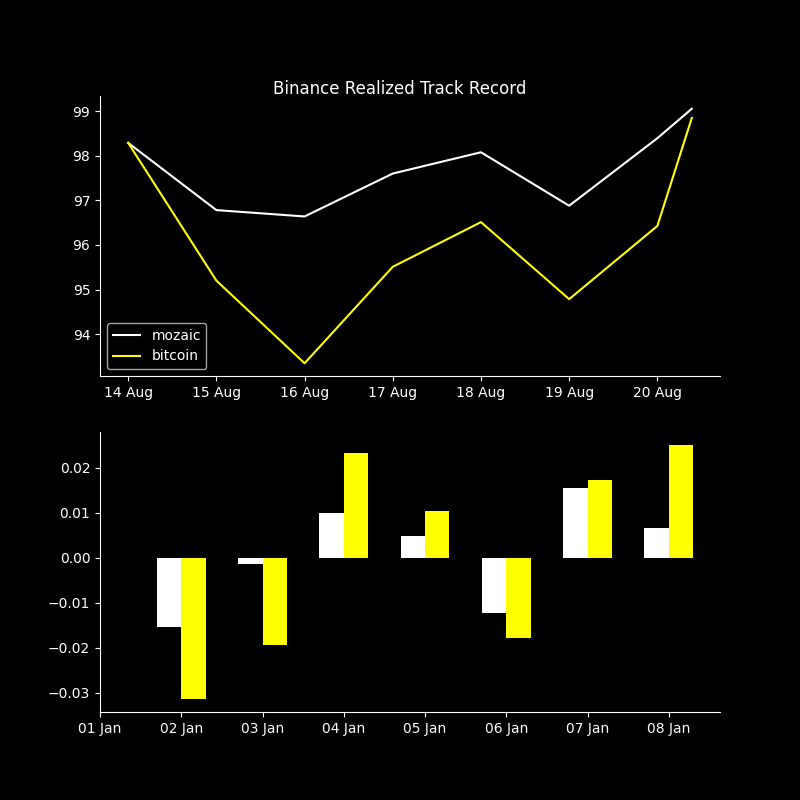 Binance Realized Track Record
99
98
97
96
95
94
mozaic
bitcoin
14 Aug 15 Aug 16 Aug 17 Aug 18 Aug 19 Aug 20 Aug
0.02
0.01
0.00
−0.01
−0.02
−0.03
01 Jan 02 Jan 03 Jan 04 Jan 05 Jan 06 Jan 07 Jan 08 Jan